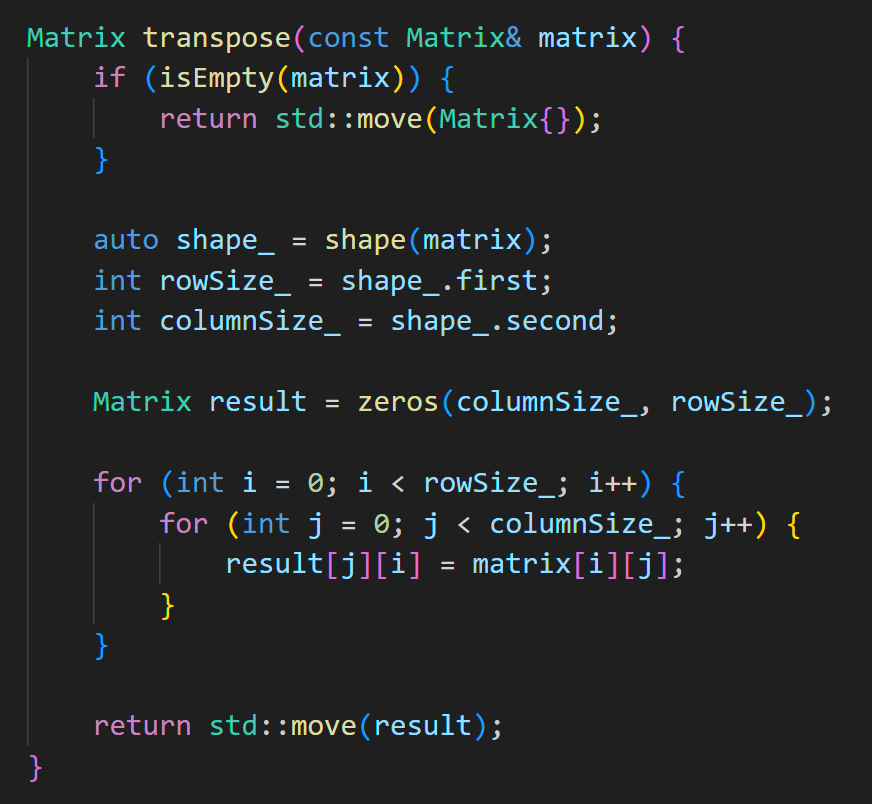 Matrix transpose(const Matrix& matrix) {
    if (isEmpty(matrix)) {
        return std::move(Matrix{});
    }

    auto shape_ = shape(matrix);
    int rowSize_ = shape_.first;
    int columnSize_ = shape_.second;

    Matrix result = zeros(columnSize_, rowSize_);

    for (int i = 0; i < rowSize_; i++) {
        for (int j = 0; j < columnSize_; j++) {
            result[j][i] = matrix[i][j];
        }
    }

    return std::move(result);
}